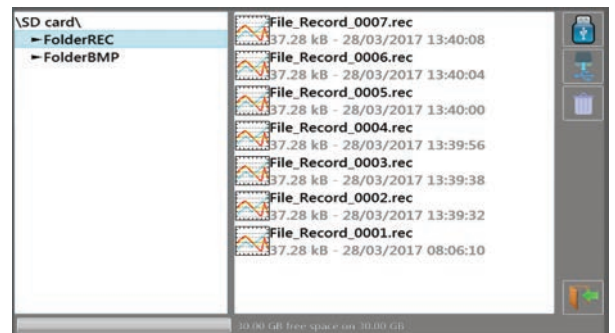 \SD card\
FolderREC
FolderBMP
File_Record_0007.rec
37.28 kB - 28/03/2017 13:40:08
File_Record_0006.rec
37.28 kB - 28/03/2017 13:40:04
File_Record_0005.rec
37.28 kB - 28/03/2017 13:40:00
File_Record_0004.rec
37.28 kB - 28/03/2017 13:39:56
File_Record_0003.rec
37.28 kB - 28/03/2017 13:39:38
File_Record_0002.rec
37.28 kB - 28/03/2017 13:39:32
File_Record_0001.rec
37.28 kB - 28/03/2017 08:06:10
30.00 GB free space on 30.00 GB